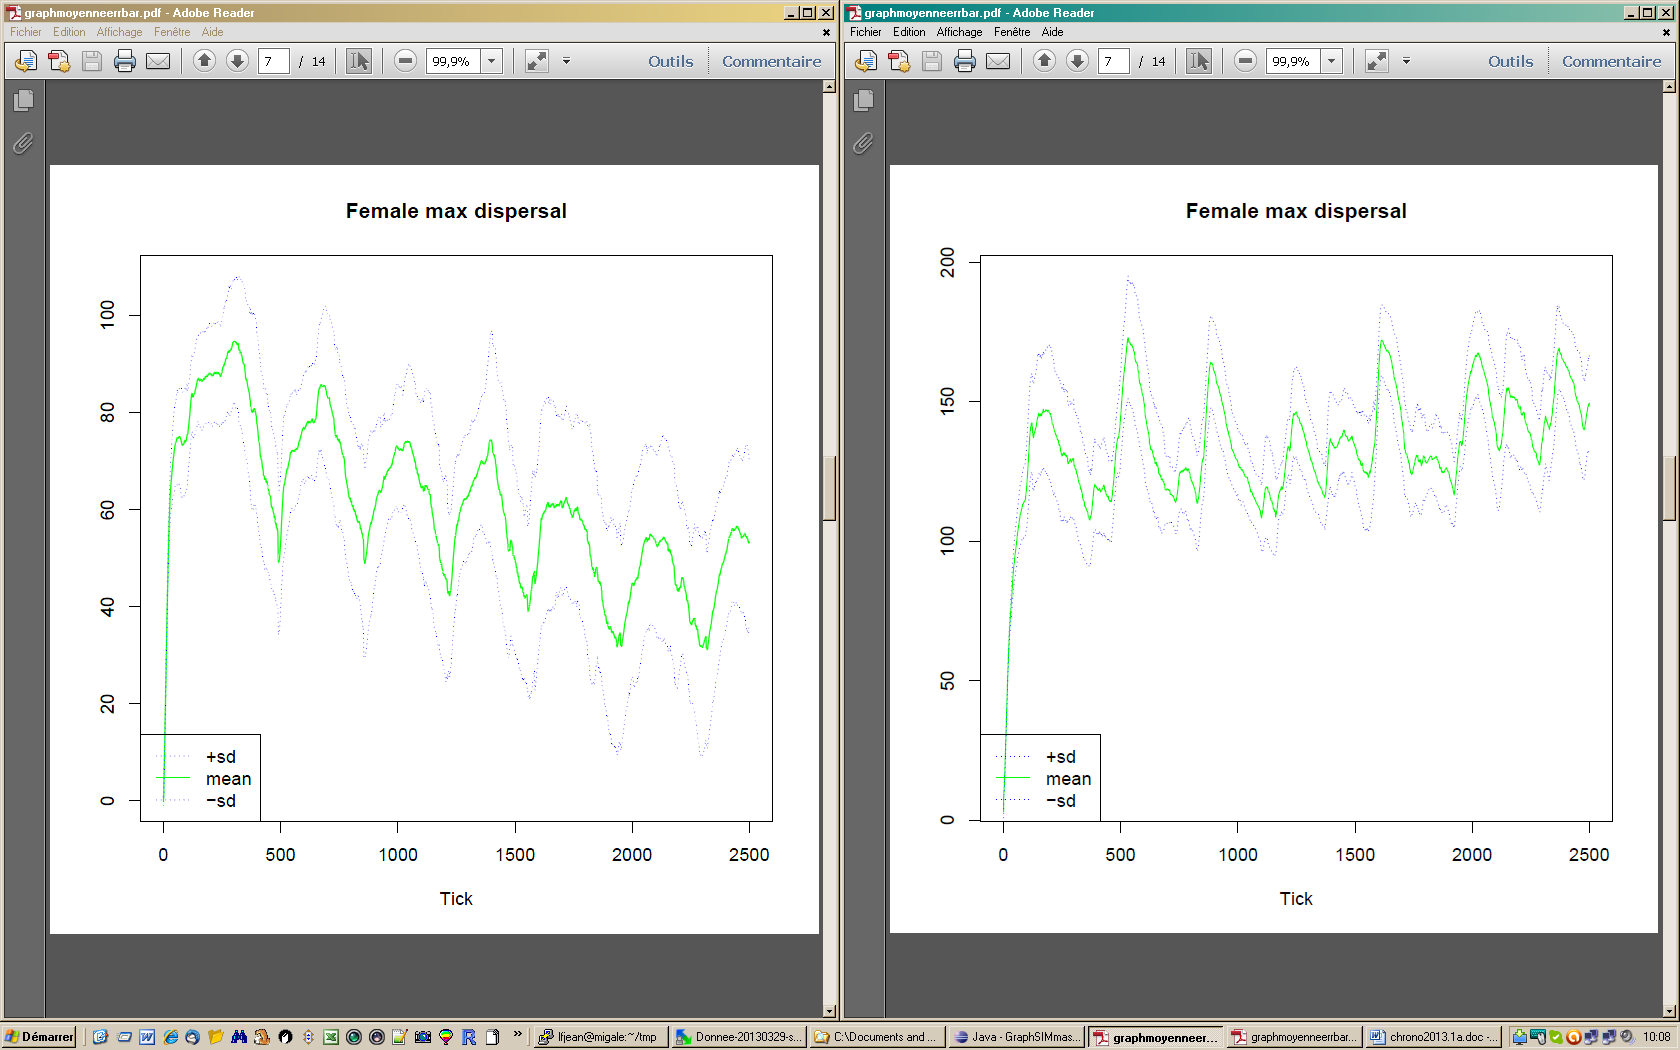 graphmoyenneerrbar.pdf - Adobe Reader
Fichier Edition Affichage Fenêtre Aide
7 / 14 99,9% Outils Commentaire
Female max dispersal
100
80
60
40
20
0
+sd
mean
−sd
0 500 1000 1500 2000 2500
Tick
graphmoyenneerrbar.pdf - Adobe Reader
Fichier Edition Affichage Fenêtre Aide
7 / 14 99,9% Outils Commentaire
Female max dispersal
200
150
100
50
0
+sd
mean
−sd
0 500 1000 1500 2000 2500
Tick
Démarrer » lfjean@migale:~/tmp Donnee-20130329-s... C:\Documents and ... Java - GraphSIMmas... graphmoyenneer... graphmoyenneerrbar... chrono2013.1a.doc -... 10:08